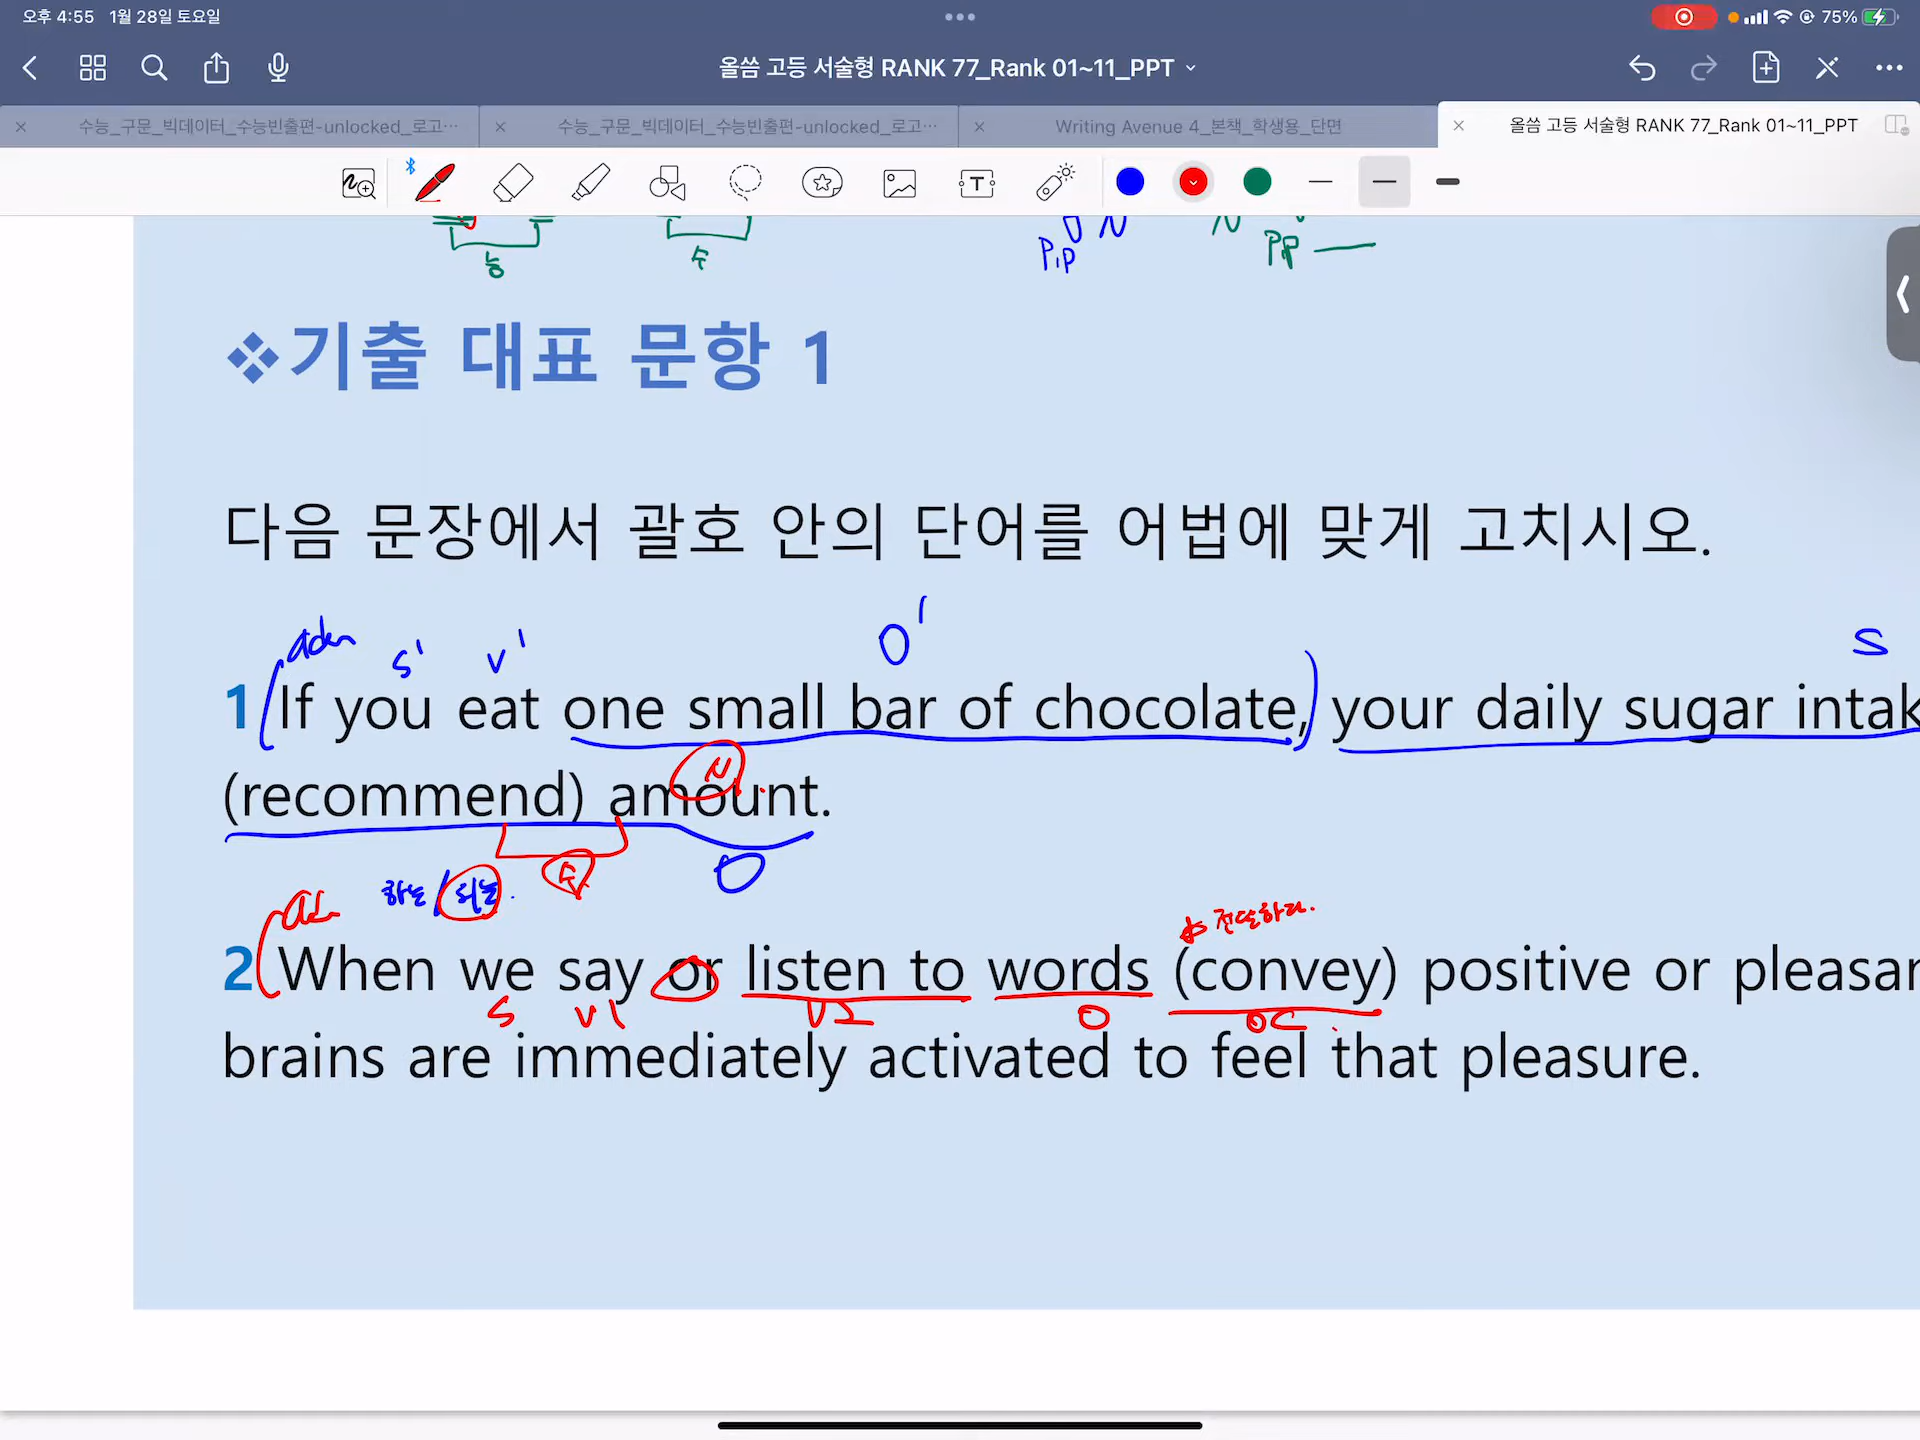 오후 4:55 1월 28일 토요일
75%
올씀 고등 서술형 RANK 77_Rank 01~11_PPT
수능_구문_빅데이터_수능빈출편-unlocked_로고…
수능_구문_빅데이터_수능빈출편-unlocked_로고…
Writing Avenue 4_본책_학생용_단면
올씀 고등 서술형 RANK 77_Rank 01~11_PPT
능 수 P.P N N PP
기출 대표 문항 1
다음 문장에서 괄호 안의 단어를 어법에 맞게 고치시오.
S' V' O' S
1 If you eat one small bar of chocolate, your daily sugar intak
N
(recommend) amount.
수 O
하는/되는.
전달하다.
2 When we say or listen to words (convey) positive or pleasan
S V1 V2 O OC
brains are immediately activated to feel that pleasure.